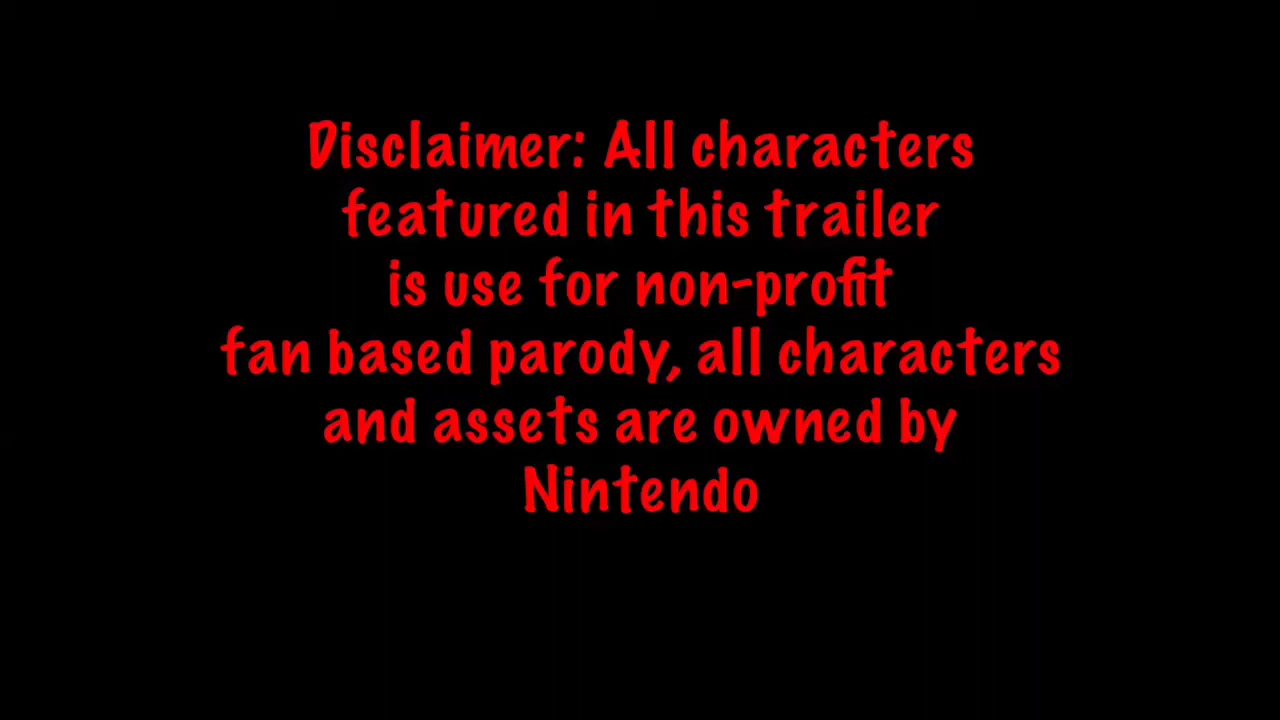 Disclaimer: All characters
featured in this trailer
is use for non-profit
fan based parody, all characters
and assets are owned by
Nintendo